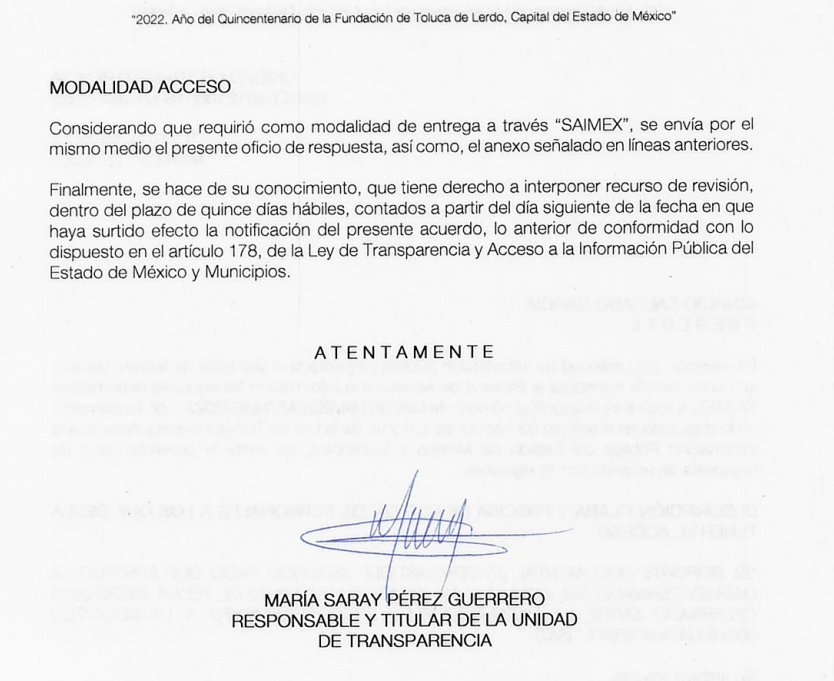 "2022. Año del Quincentenario de la Fundación de Toluca de Lerdo, Capital del Estado de México"
MODALIDAD ACCESO
Considerando que requirió como modalidad de entrega a través "SAIMEX", se envía por el
mismo medio el presente oficio de respuesta, así como, el anexo señalado en líneas anteriores.
Finalmente, se hace de su conocimiento, que tiene derecho a interponer recurso de revisión,
dentro del plazo de quince días hábiles, contados a partir del día siguiente de la fecha en que
haya surtido efecto la notificación del presente acuerdo, lo anterior de conformidad con lo
dispuesto en el artículo 178, de la Ley de Transparencia y Acceso a la Información Pública del
Estado de México y Municipios.
ATENTAMENTE
MARÍA SARAY PÉREZ GUERRERO
RESPONSABLE Y TITULAR DE LA UNIDAD
DE TRANSPARENCIA